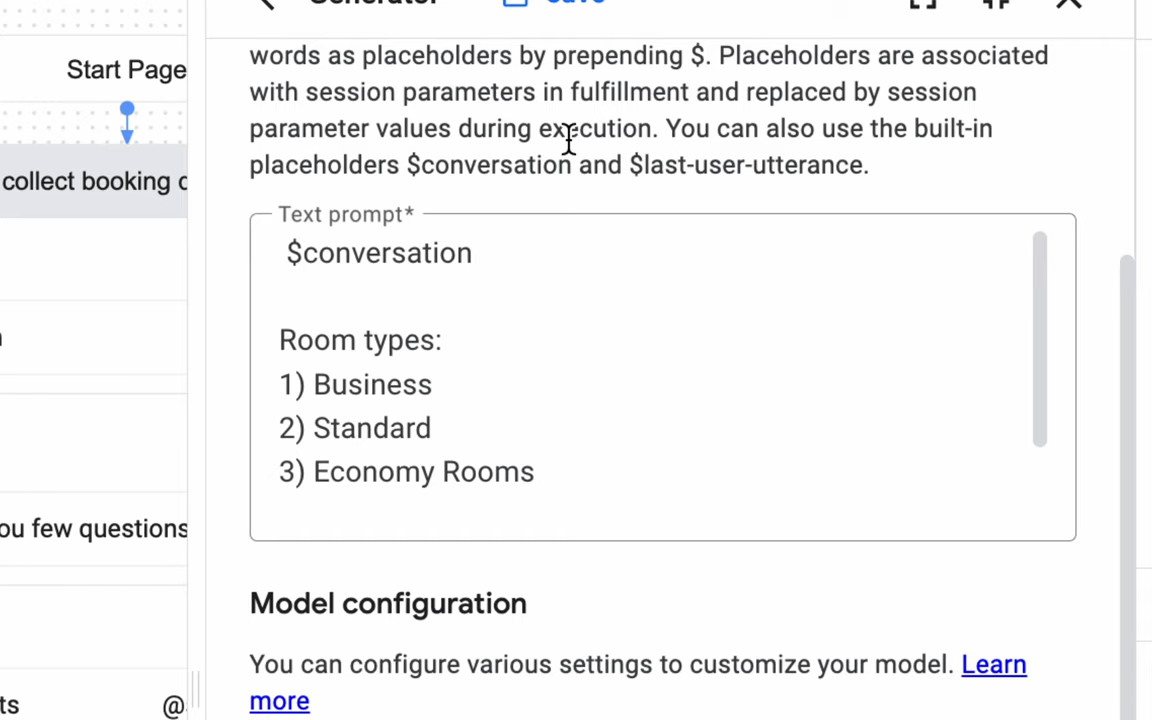 Start Page
collect booking
ou few questions
ts
@
words as placeholders by prepending $. Placeholders are associated
with session parameters in fulfillment and replaced by session
parameter values during execution. You can also use the built-in
placeholders $conversation and $last-user-utterance.
Text prompt*
$conversation
Room types:
1) Business
2) Standard
3) Economy Rooms
Model configuration
You can configure various settings to customize your model. Learn
more